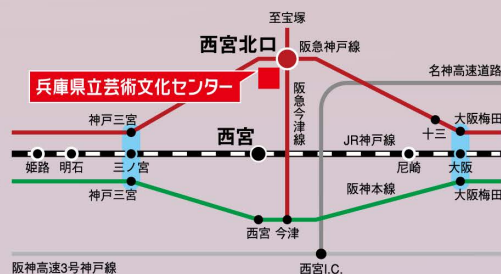 至宝塚
西宮北口
阪急神戸線
兵庫県立芸術文化センター
名神高速道路
阪急今津線
神戸三宮
十三
大阪梅田
西宮
JR神戸線
姫路
明石
三ノ宮
尼崎
大阪
神戸三宮
阪神本線
大阪梅田
西宮
今津
阪神高速3号神戸線
西宮I.C.